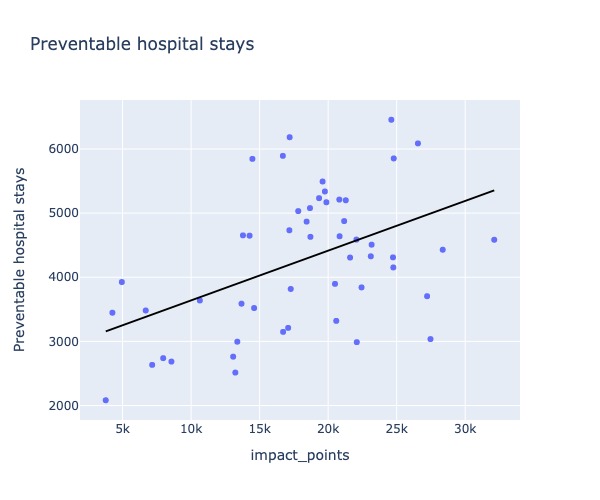 Preventable hospital stays
Preventable hospital stays
6000
5000
4000
3000
2000
5k
10k
15k
20k
25k
30k
impact_points